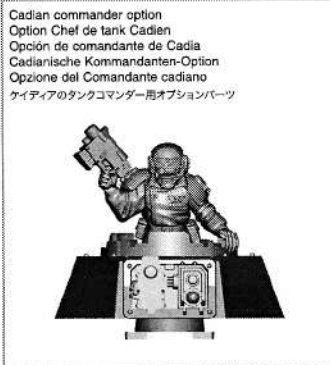 Cadian commander option
Option Chef de tank Cadien
Opción de comandante de Cadia
Cadianische Kommandanten-Option
Opzione del Comandante cadiano
ケイディアのタンクコマンダー用オプションパーツ